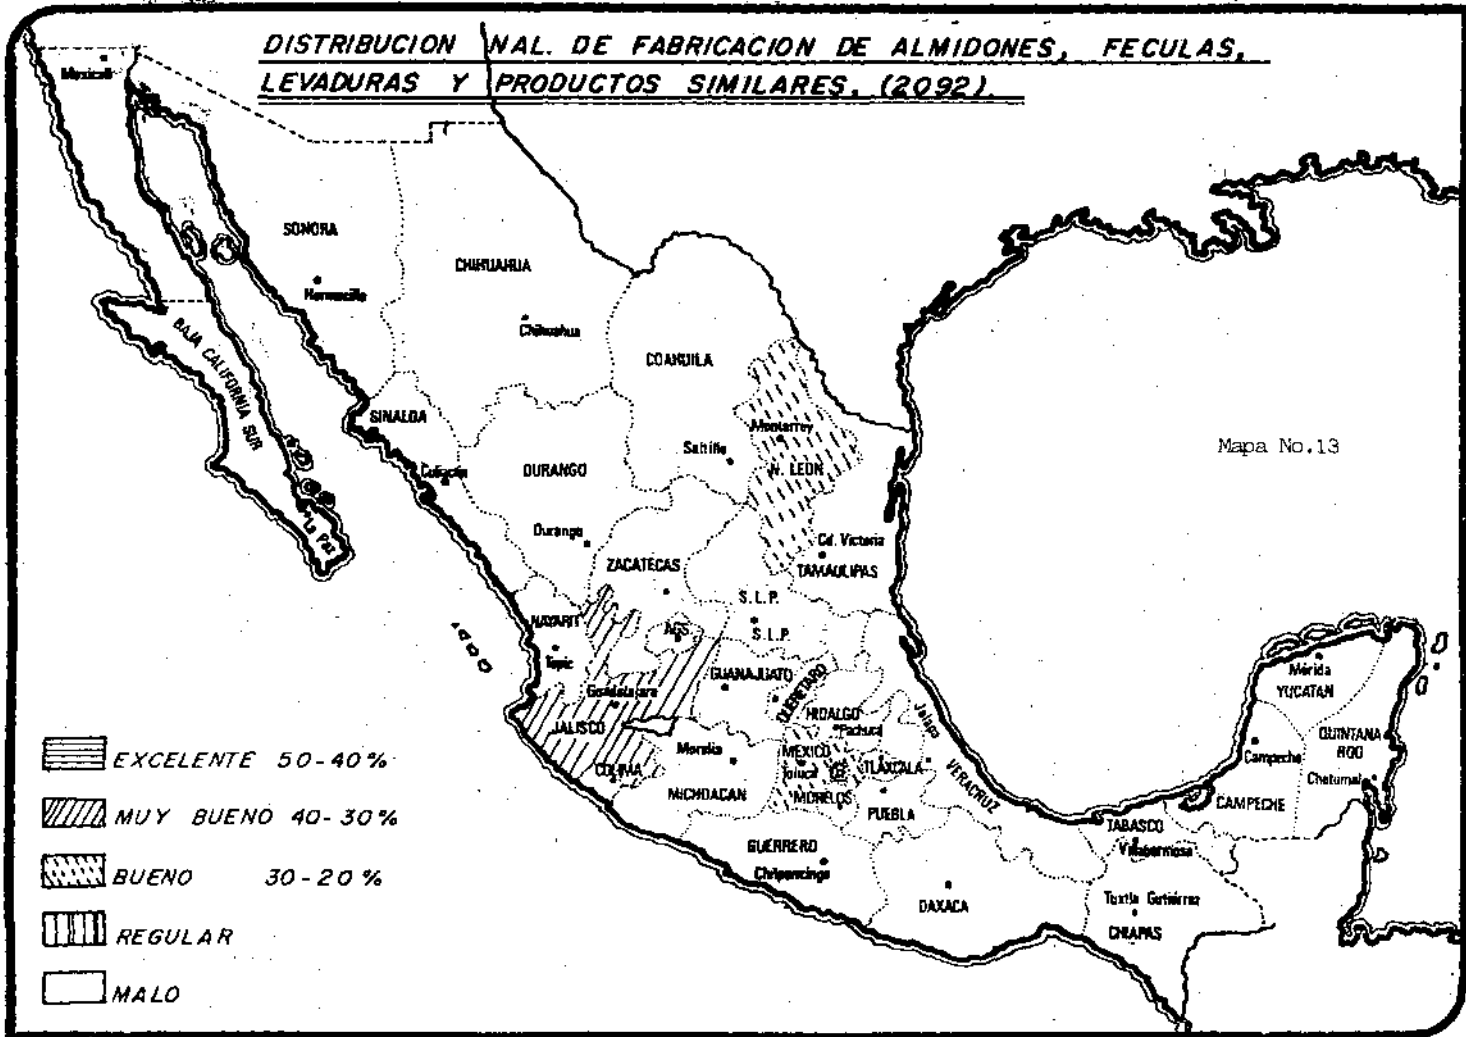 DISTRIBUCION NAL. DE FABRICACION DE ALMIDONES, FECULAS,
LEVADURAS Y PRODUCTOS SIMILARES. (2092).
Mexicali
SONORA
Hermosillo
CHIHUAHUA
Chihuahua
BAJA CALIFORNIA SUR
La Paz
COAHUILA
Saltillo
Monterrey
N. LEON
SINALOA
Culiacán
DURANGO
Durango
Mapa No.13
Cd. Victoria
TAMAULIPAS
ZACATECAS
S.L.P.
S.L.P.
NAYARIT
Tepic
AGS.
GUANAJUATO
QUERETARO
HIDALGO
Pachuca
Guadalajara
JALISCO
COLIMA
Morelia
MICHOACAN
MEXICO
Toluca
DF
TLAXCALA
MORELOS
PUEBLA
Jalapa
VERACRUZ
GUERRERO
Chilpancingo
OAXACA
TABASCO
Villahermosa
Tuxtla Gutiérrez
CHIAPAS
Mérida
YUCATAN
Campeche
CAMPECHE
QUINTANA
ROO
Chetumal
EXCELENTE 50-40%
MUY BUENO 40-30%
BUENO 30-20%
REGULAR
MALO